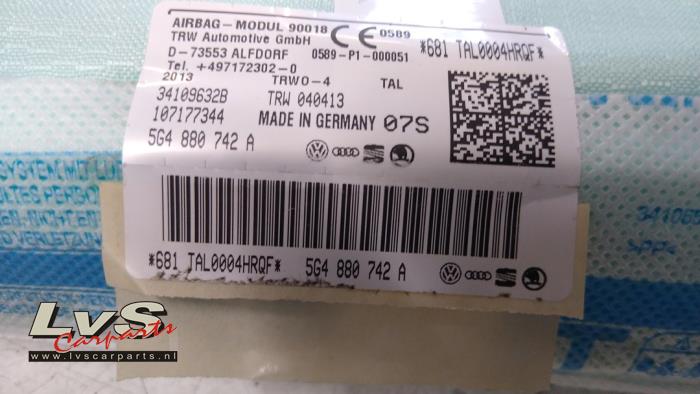 AIRBAG-MODUL 90018
TRW Automotive GmbH
CE 0589
D-73553 ALFDORF 0589-P1-000051
Tel. +497172302-0
2013 TRWO-4 TAL
*681 TAL0004HRQF*
34109632B TRW 040413
107177344 MADE IN GERMANY 07S
5G4 880 742 A
*681 TAL0004HRQF* 5G4 880 742 A
LvS
Carparts
www.lvscarparts.nl